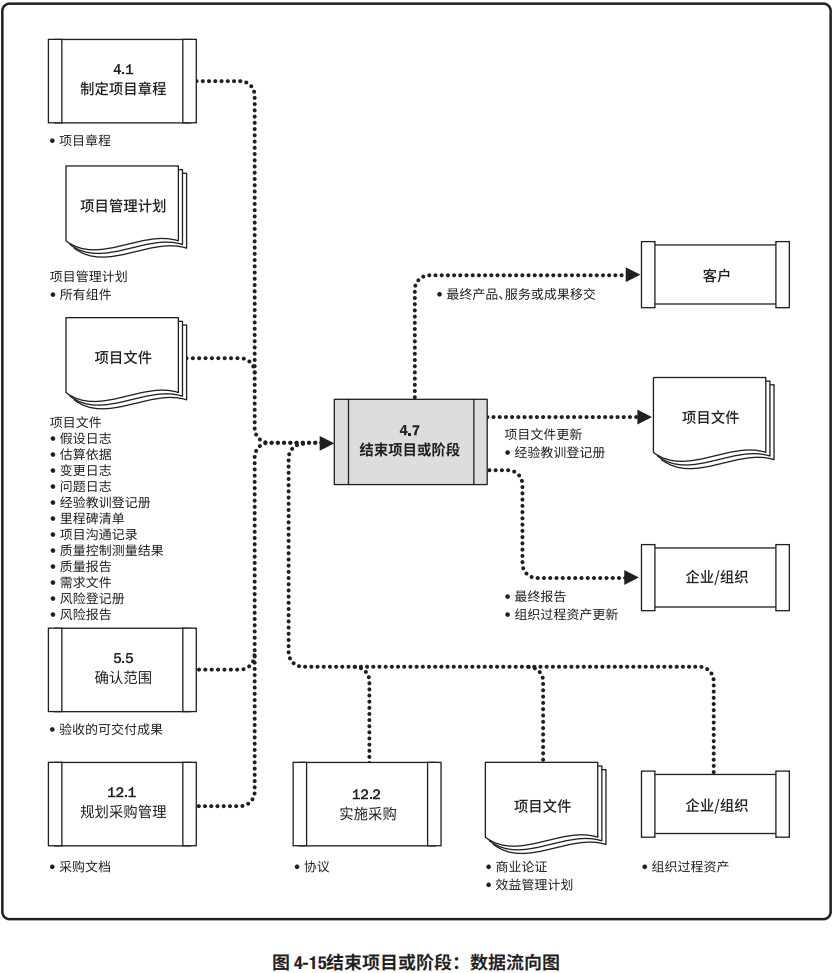 4.1
制定项目章程
• 项目章程
项目管理计划
项目管理计划
• 所有组件
项目文件
项目文件
• 假设日志
• 估算依据
• 变更日志
• 问题日志
• 经验教训登记册
• 里程碑清单
• 项目沟通记录
• 质量控制测量结果
• 质量报告
• 需求文件
• 风险登记册
• 风险报告
5.5
确认范围
• 验收的可交付成果
12.1
规划采购管理
• 采购文档
4.7
结束项目或阶段
客户
• 最终产品、服务或成果移交
项目文件
项目文件更新
• 经验教训登记册
企业/组织
• 最终报告
• 组织过程资产更新
12.2
实施采购
• 协议
项目文件
• 商业论证
• 效益管理计划
企业/组织
• 组织过程资产
图 4-15结束项目或阶段：数据流向图